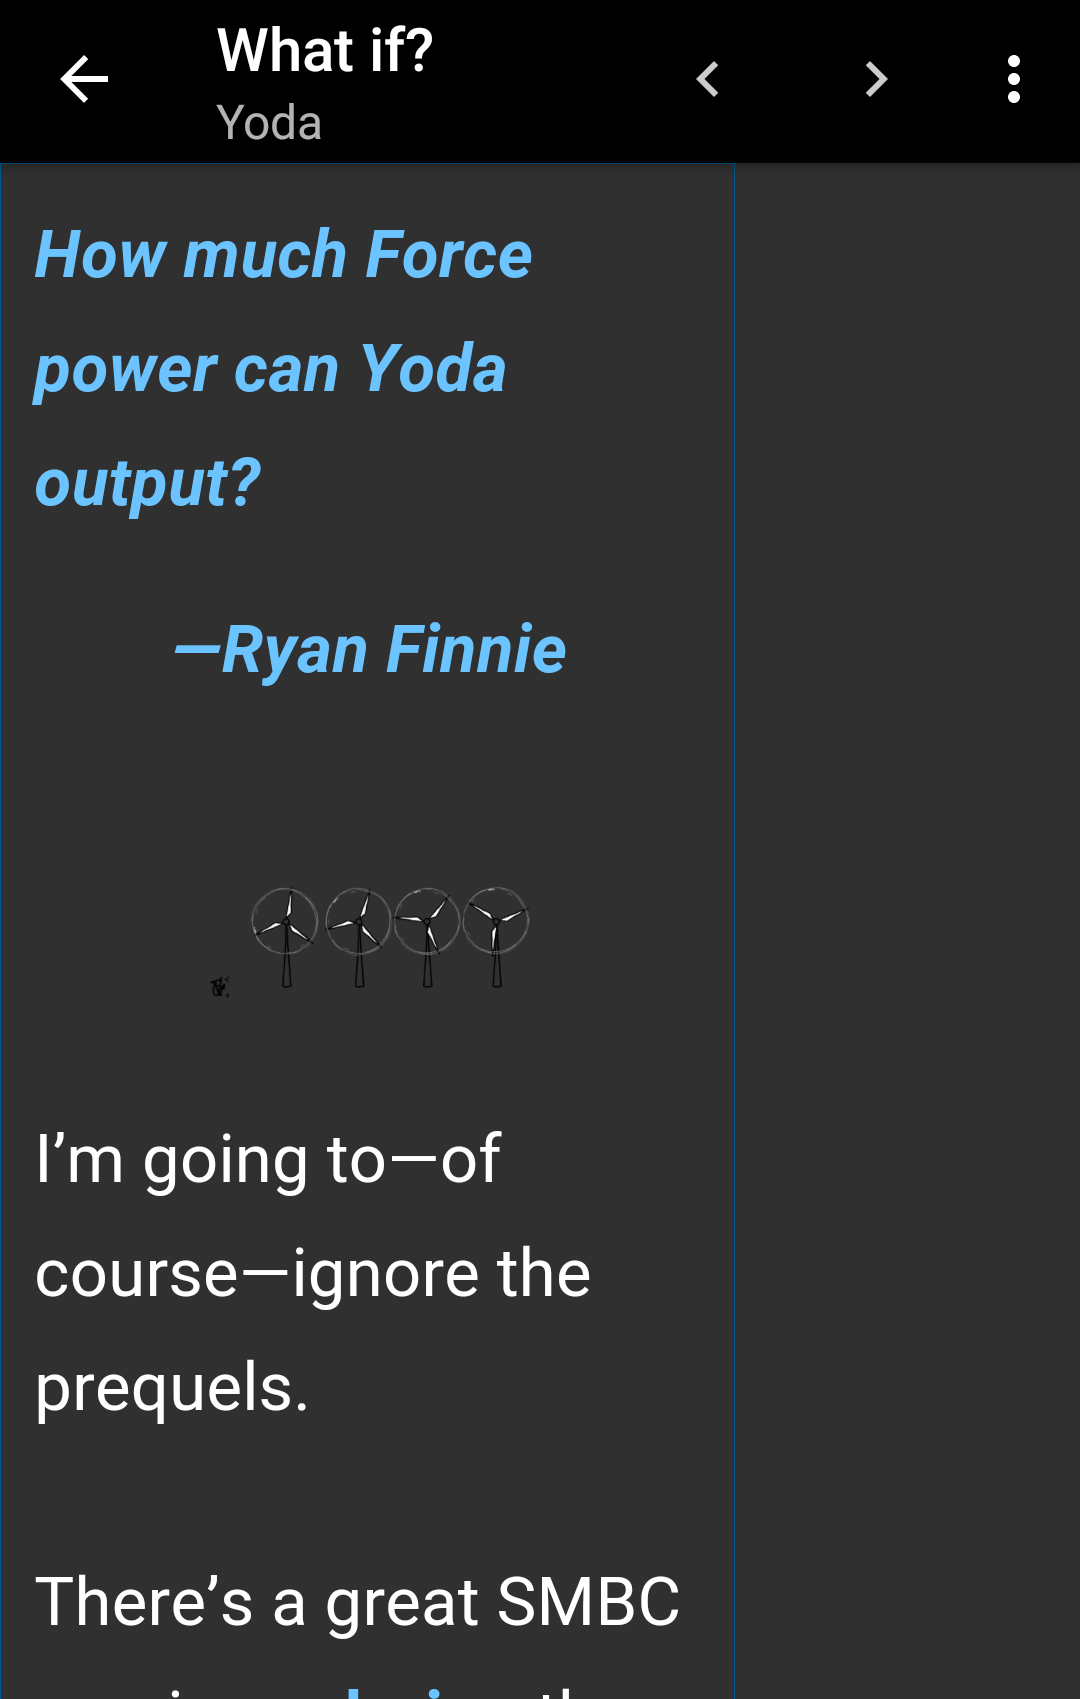 What if?
Yoda
How much Force
power can Yoda
output?
—Ryan Finnie
I’m going to—of
course—ignore the
prequels.
There’s a great SMBC